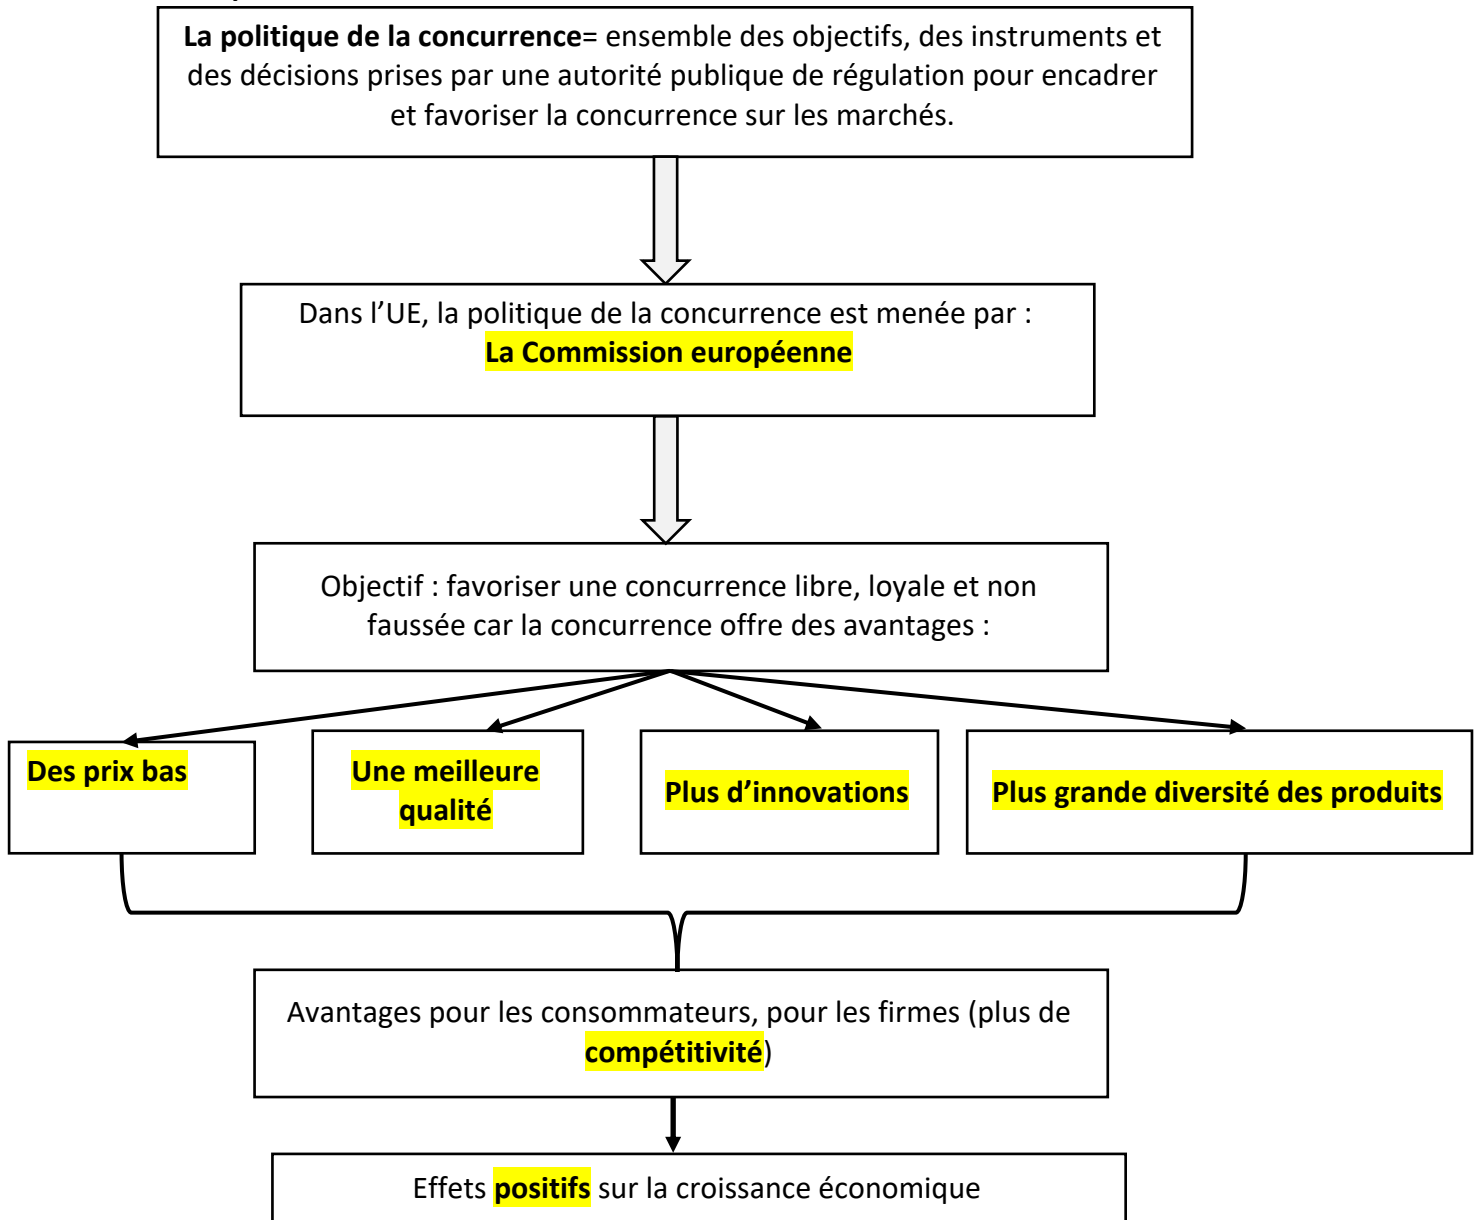 La politique de la concurrence= ensemble des objectifs, des instruments et
des décisions prises par une autorité publique de régulation pour encadrer
et favoriser la concurrence sur les marchés.
Dans l’UE, la politique de la concurrence est menée par :
La Commission européenne
Objectif : favoriser une concurrence libre, loyale et non
faussée car la concurrence offre des avantages :
Des prix bas
Une meilleure
qualité
Plus d’innovations
Plus grande diversité des produits
Avantages pour les consommateurs, pour les firmes (plus de
compétitivité)
Effets positifs sur la croissance économique